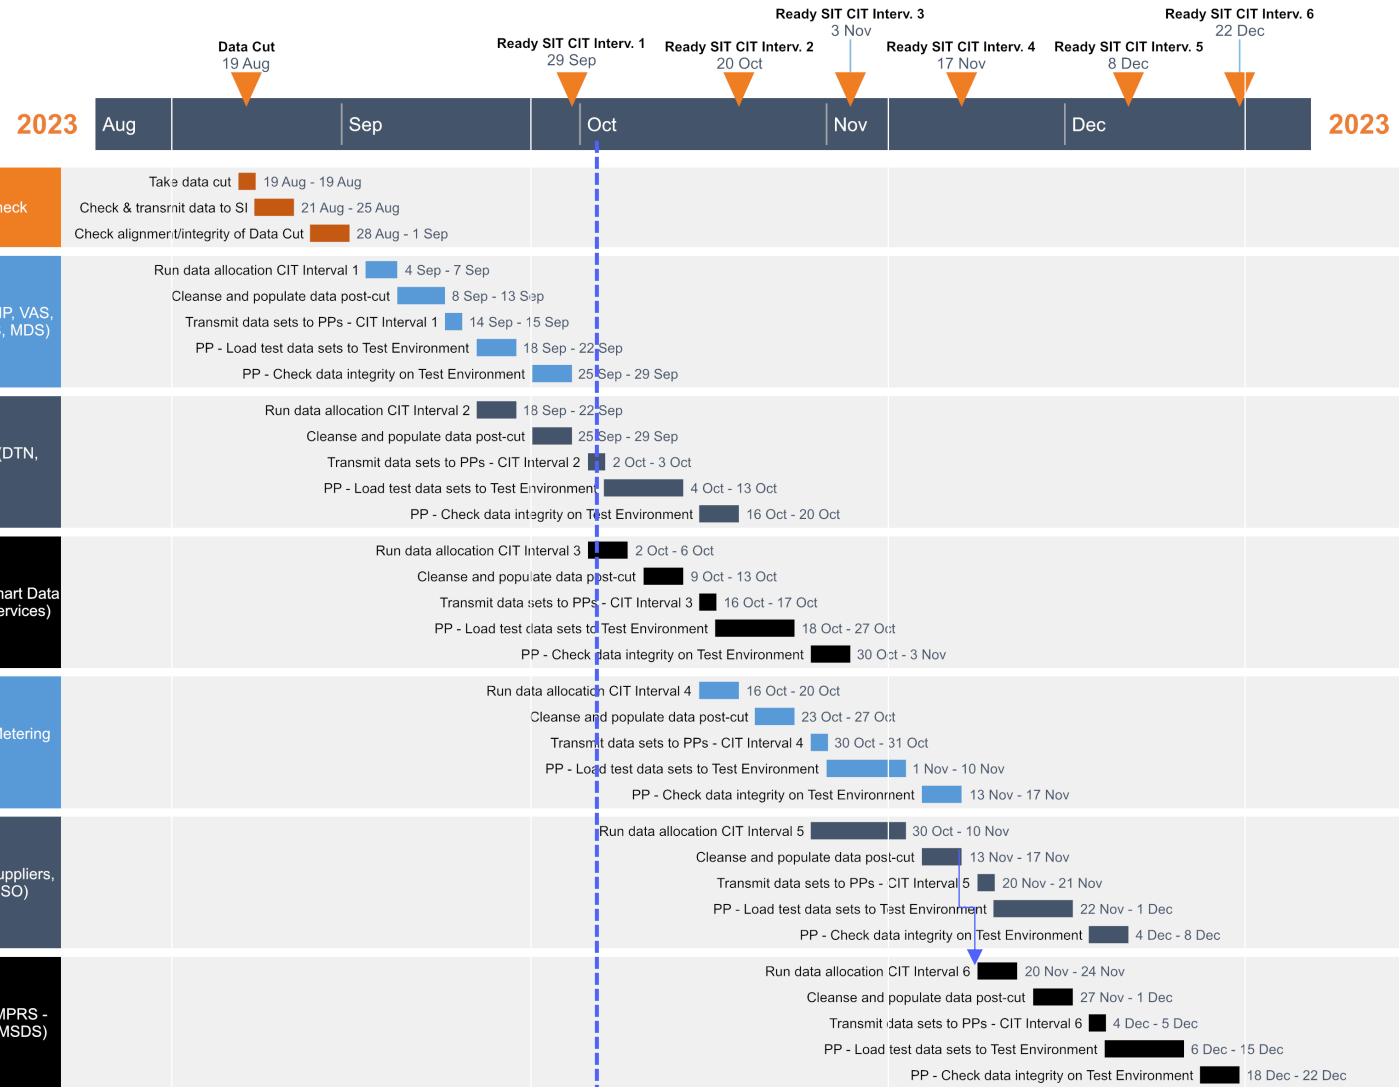 Ready SIT CIT Interv. 3
3 Nov
Ready SIT CIT Interv. 6
22 Dec
Data Cut
19 Aug
Ready SIT CIT Interv. 1
29 Sep
Ready SIT CIT Interv. 2
20 Oct
Ready SIT CIT Interv. 4
17 Nov
Ready SIT CIT Interv. 5
8 Dec
2023
Aug
Sep
Oct
Nov
Dec
2023
heck
Take data cut 19 Aug - 19 Aug
Check & transmit data to SI 21 Aug - 25 Aug
Check alignment/integrity of Data Cut 28 Aug - 1 Sep
IP, VAS,
, MDS)
Run data allocation CIT Interval 1 4 Sep - 7 Sep
Cleanse and populate data post-cut 8 Sep - 13 Sep
Transmit data sets to PPs - CIT Interval 1 14 Sep - 15 Sep
PP - Load test data sets to Test Environment 18 Sep - 22 Sep
PP - Check data integrity on Test Environment 25 Sep - 29 Sep
(DTN,
Run data allocation CIT Interval 2 18 Sep - 22 Sep
Cleanse and populate data post-cut 25 Sep - 29 Sep
Transmit data sets to PPs - CIT Interval 2 2 Oct - 3 Oct
PP - Load test data sets to Test Environment 4 Oct - 13 Oct
PP - Check data integrity on Test Environment 16 Oct - 20 Oct
nart Data
ervices)
Run data allocation CIT Interval 3 2 Oct - 6 Oct
Cleanse and populate data post-cut 9 Oct - 13 Oct
Transmit data sets to PPs - CIT Interval 3 16 Oct - 17 Oct
PP - Load test data sets to Test Environment 18 Oct - 27 Oct
PP - Check data integrity on Test Environment 30 Oct - 3 Nov
Metering
Run data allocation CIT Interval 4 16 Oct - 20 Oct
Cleanse and populate data post-cut 23 Oct - 27 Oct
Transmit data sets to PPs - CIT Interval 4 30 Oct - 31 Oct
PP - Load test data sets to Test Environment 1 Nov - 10 Nov
PP - Check data integrity on Test Environment 13 Nov - 17 Nov
uppliers,
SO)
Run data allocation CIT Interval 5 30 Oct - 10 Nov
Cleanse and populate data post-cut 13 Nov - 17 Nov
Transmit data sets to PPs - CIT Interval 5 20 Nov - 21 Nov
PP - Load test data sets to Test Environment 22 Nov - 1 Dec
PP - Check data integrity on Test Environment 4 Dec - 8 Dec
MPRS -
MSDS)
Run data allocation CIT Interval 6 20 Nov - 24 Nov
Cleanse and populate data post-cut 27 Nov - 1 Dec
Transmit data sets to PPs - CIT Interval 6 4 Dec - 5 Dec
PP - Load test data sets to Test Environment 6 Dec - 15 Dec
PP - Check data integrity on Test Environment 18 Dec - 22 Dec